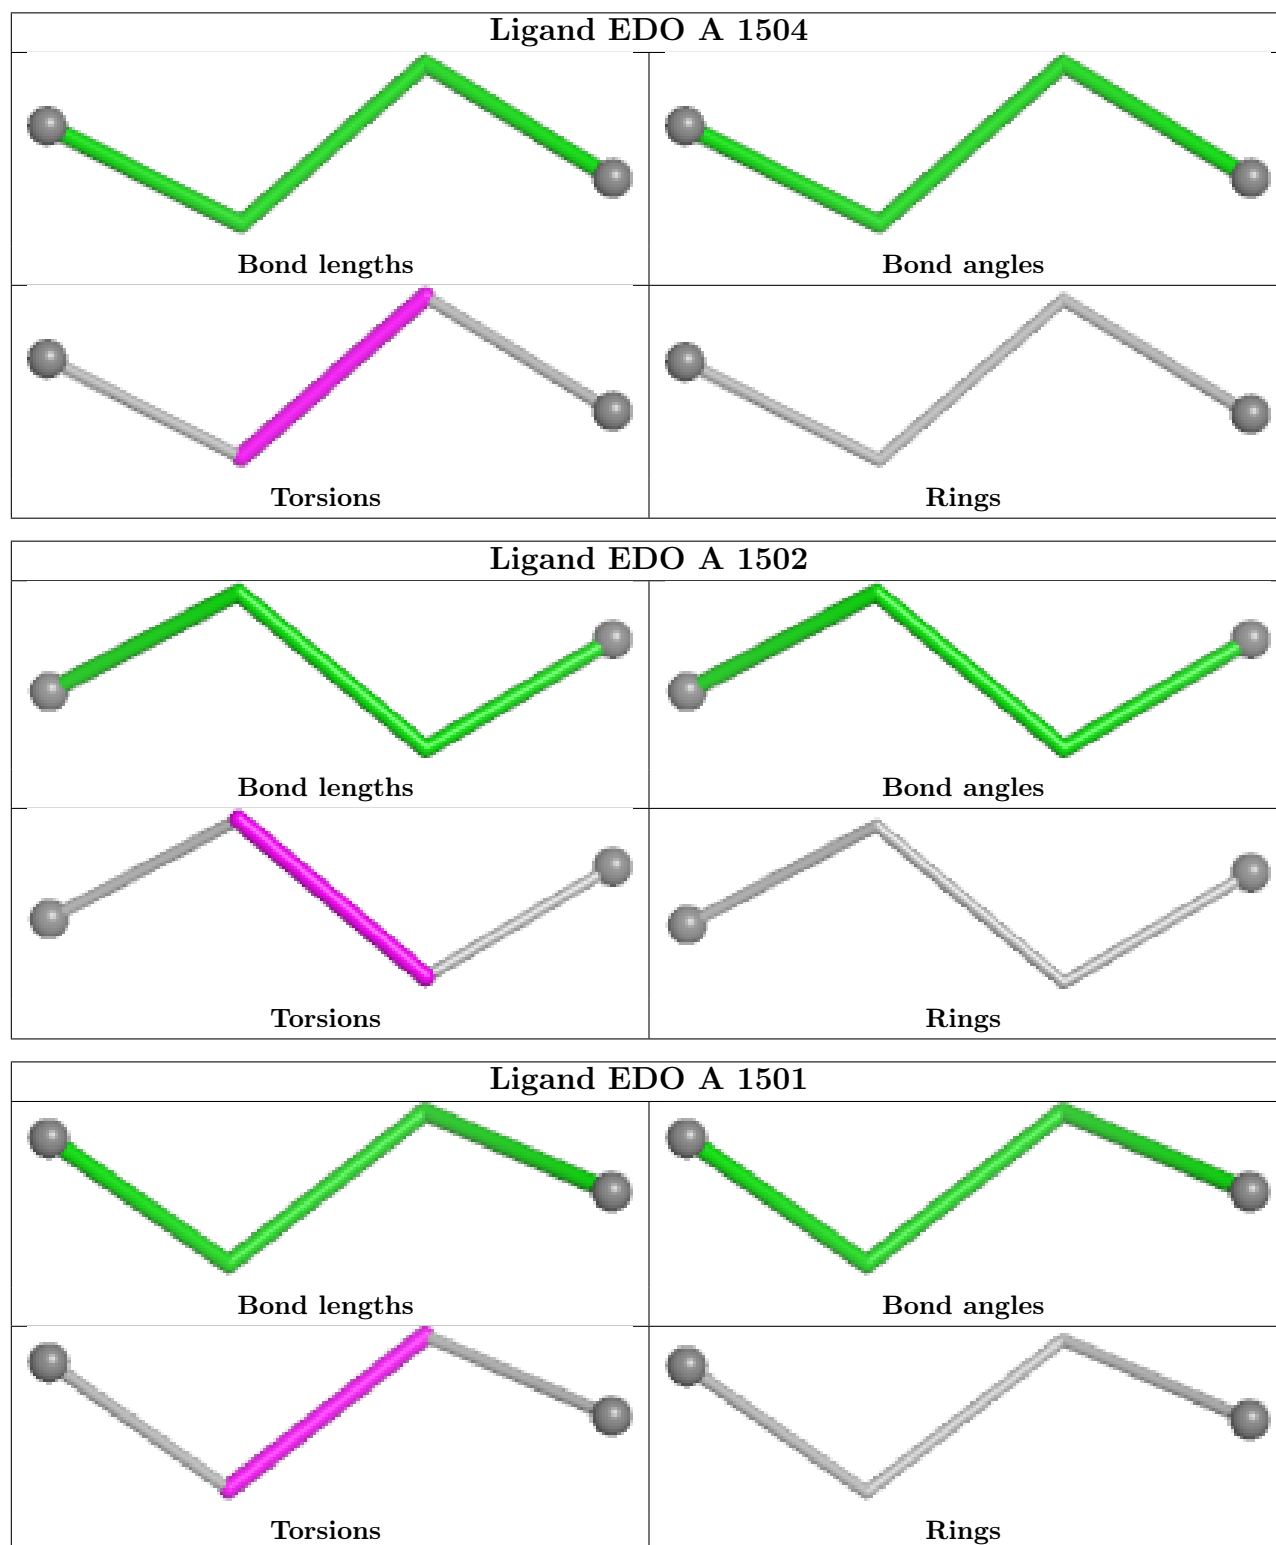 Ligand EDO A 1504
Bond lengths
Bond angles
Torsions
Rings
Ligand EDO A 1502
Bond lengths
Bond angles
Torsions
Rings
Ligand EDO A 1501
Bond lengths
Bond angles
Torsions
Rings